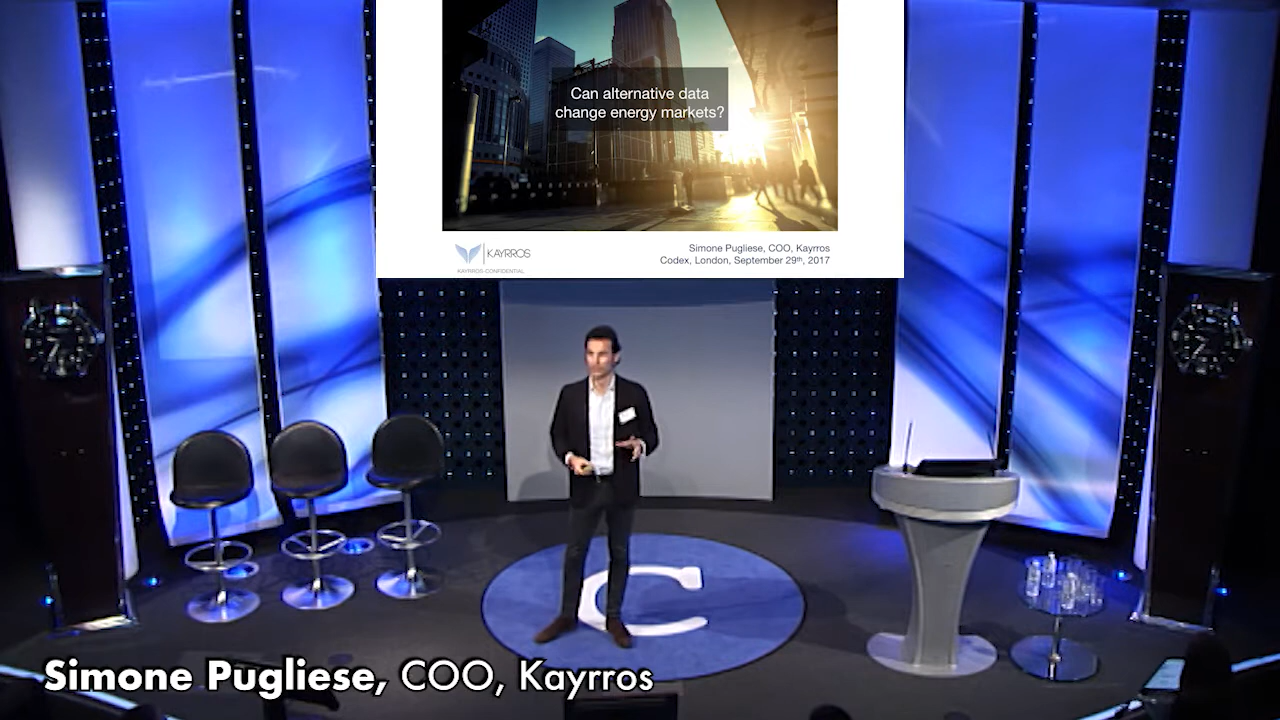 Can alternative data
change energy markets?
KAYRROS
KAYRROS-CONFIDENTIAL
Simone Pugliese, COO, Kayrros
Codex, London, September 29th, 2017
C
Simone Pugliese, COO, Kayrros